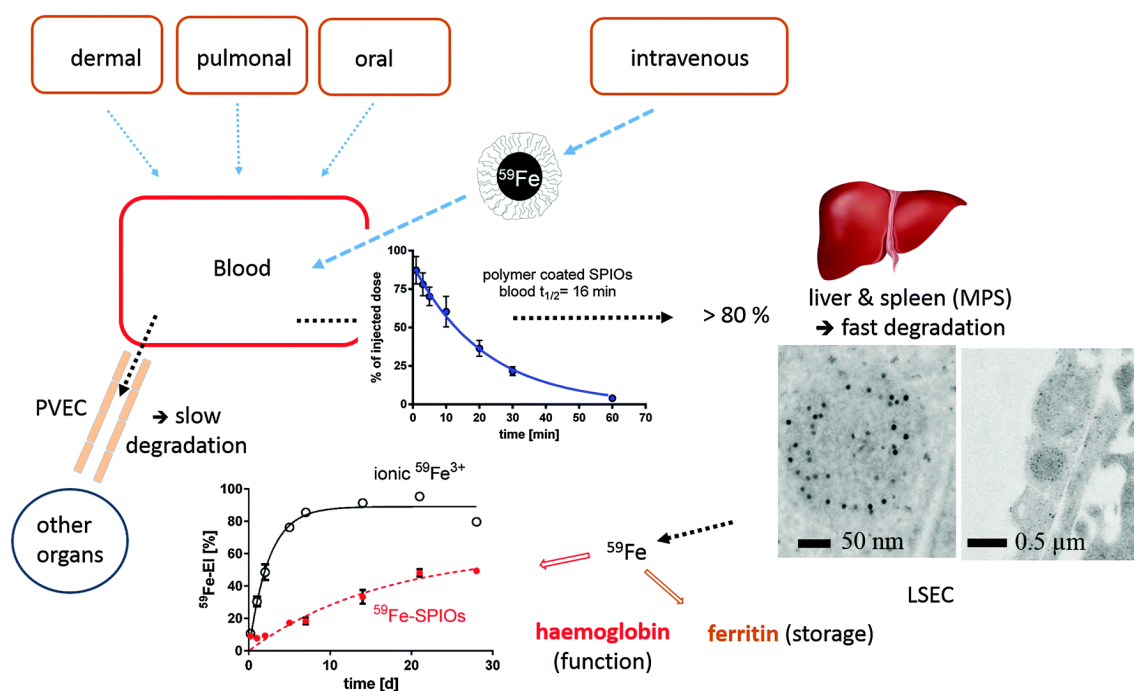 dermal
pulmonal
oral
intravenous
⁵⁹Fe
Blood
100
75
50
25
0
% of injected dose
polymer coated SPIOs
blood t₁/₂= 16 min
0 10 20 30 40 50 60 70
time [min]
> 80 %
liver & spleen (MPS)
➔ fast degradation
PVEC
➔ slow
degradation
other
organs
ionic ⁵⁹Fe³⁺
100
80
60
40
20
0
⁵⁹Fe-EI [%]
⁵⁹Fe-SPIOs
0 10 20 30
time [d]
⁵⁹Fe
haemoglobin
(function)
ferritin (storage)
50 nm
0.5 µm
LSEC